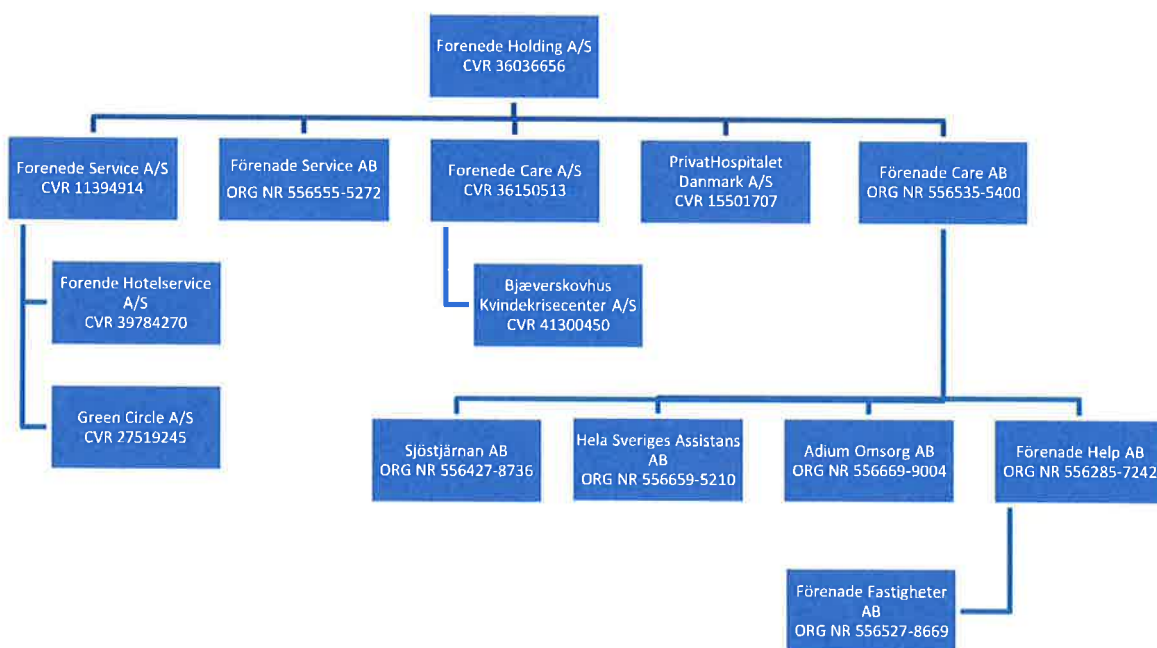 Forenede Holding A/S
CVR 36036656
Forenede Service A/S
CVR 11394914
Förenade Service AB
ORG NR 556555-5272
Forenede Care A/S
CVR 36150513
PrivatHospitalet
Danmark A/S
CVR 15501707
Förenade Care AB
ORG NR 556535-5400
Forende Hotelservice
A/S
CVR 39784270
Bjæverskovhus
Kvindekrisecenter A/S
CVR 41300450
Green Circle A/S
CVR 27519245
Sjöstjärnan AB
ORG NR 556427-8736
Hela Sveriges Assistans
AB
ORG NR 556659-5210
Adium Omsorg AB
ORG NR 556669-9004
Förenade Help AB
ORG NR 556285-7242
Förenade Fastigheter
AB
ORG NR 556527-8669